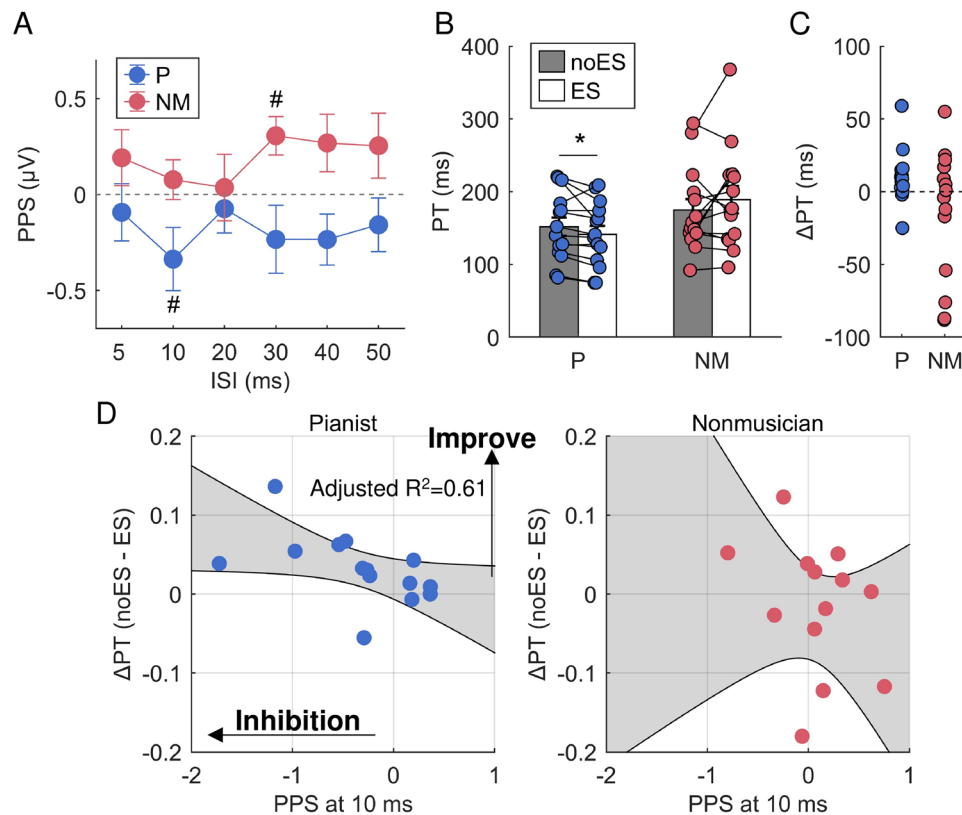 A
PPS (μV)
0.5
0
-0.5
P
NM
#
#
5 10 20 30 40 50
ISI (ms)
B
PT (ms)
400
300
200
100
0
noES
ES
*
P NM
C
ΔPT (ms)
100
50
0
-50
-100
P NM
D
Pianist
Improve
Adjusted R²=0.61
ΔPT (noES - ES)
0.2
0.1
0
-0.1
-0.2
Inhibition
-2 -1 0 1
PPS at 10 ms
Nonmusician
ΔPT (noES - ES)
0.2
0.1
0
-0.1
-0.2
-2 -1 0 1
PPS at 10 ms